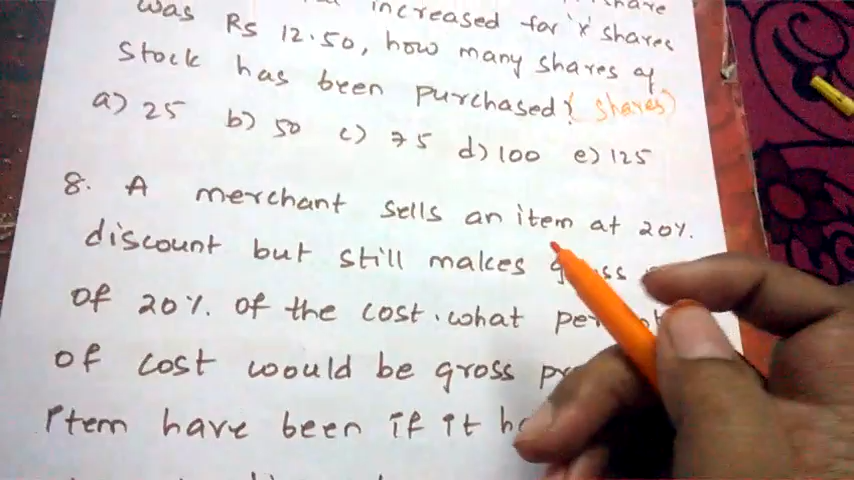 increased for 'x' shares
was Rs 12.50, how many shares of
stock has been purchased? (shares)
a) 25 b) 50 c) 75 d) 100 e) 125
8. A merchant sells an item at 20%.
discount but still makes
of 20%. of the cost. what
of cost would be gross
item have been if it